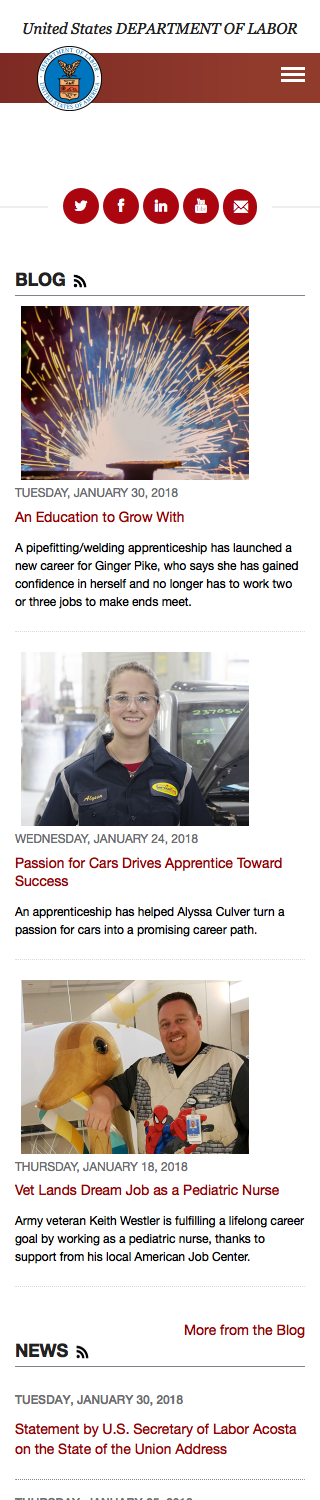 United States DEPARTMENT OF LABOR
DEPARTMENT OF LABOR
UNITED STATES OF AMERICA
BLOG
TUESDAY, JANUARY 30, 2018
An Education to Grow With
A pipefitting/welding apprenticeship has launched a
new career for Ginger Pike, who says she has gained
confidence in herself and no longer has to work two
or three jobs to make ends meet.
Alyssa
WEDNESDAY, JANUARY 24, 2018
Passion for Cars Drives Apprentice Toward
Success
An apprenticeship has helped Alyssa Culver turn a
passion for cars into a promising career path.
THURSDAY, JANUARY 18, 2018
Vet Lands Dream Job as a Pediatric Nurse
Army veteran Keith Westler is fulfilling a lifelong career
goal by working as a pediatric nurse, thanks to
support from his local American Job Center.
More from the Blog
NEWS
TUESDAY, JANUARY 30, 2018
Statement by U.S. Secretary of Labor Acosta
on the State of the Union Address